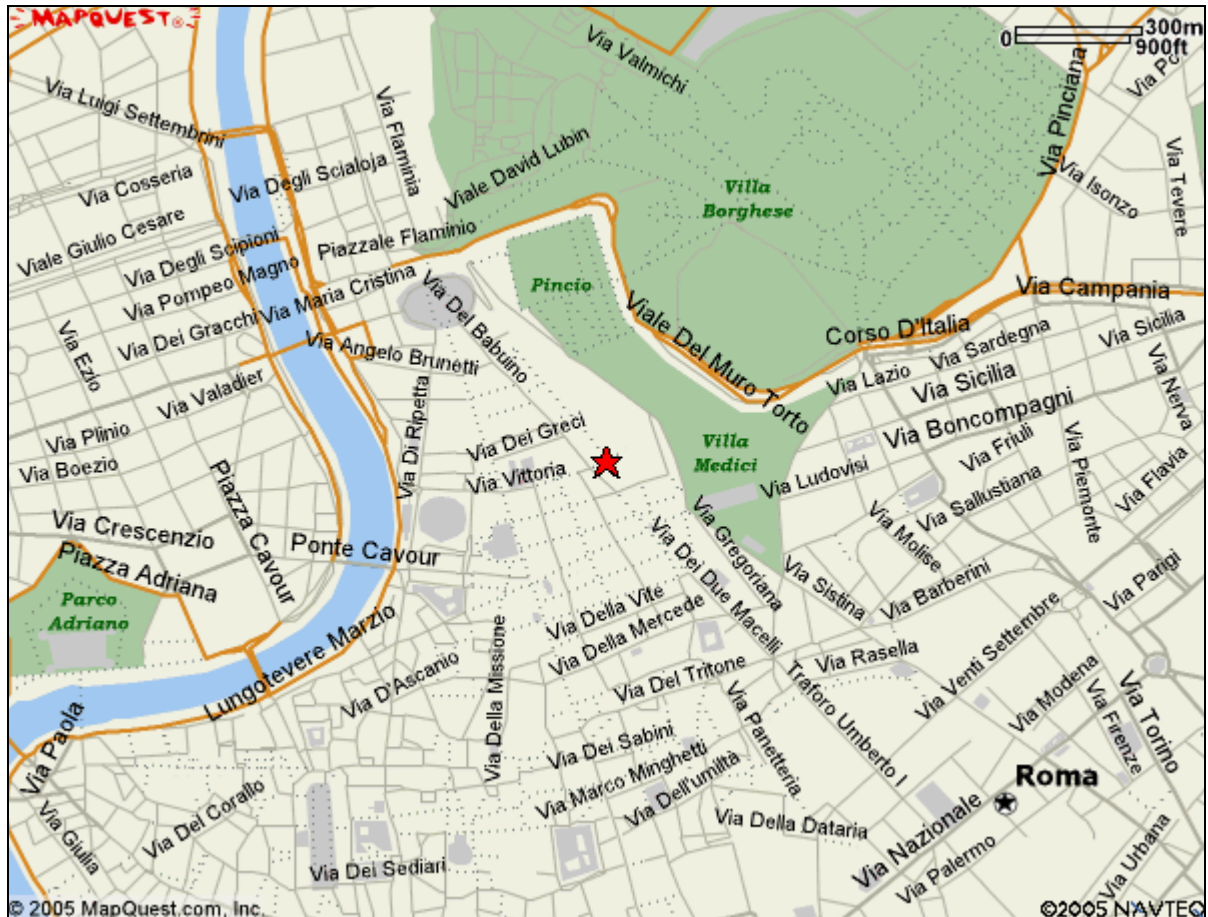 MAPQUEST®
300m
0
900ft
Via Valmichi
Via Po
Via Luigi Settembrini
Via Flaminia
Via Pinciana
Viale David Lubin
Via Cosseria
Via Degli Scialoja
Via Isonzo
Via Tevere
Villa
Borghese
Viale Giulio Cesare
Piazzale Flaminio
Via Degli Scipioni
Via Pompeo Magno
Via Maria Cristina
Pincio
Via Campania
Via Dei Gracchi
Via Del Babuino
Viale Del Muro Torto
Corso D'Italia
Via Ezio
Via Angelo Brunetti
Via Sardegna
Via Sicilia
Via Lazio
Via Sicilia
Via Nerva
Via Valadier
Via Di Ripetta
Via Boncompagni
Via Plinio
Via Dei Greci
Villa
Medici
Via Friuli
Via Boezio
Via Vittoria
Via Ludovisi
Via Piemonte
Via Flavia
Piazza Cavour
Via Sallustiana
Via Crescenzio
Via Gregoriana
Via Molise
Ponte Cavour
Via Dei Due Macelli
Piazza Adriana
Via Sistina
Via Barberini
Via Parigi
Parco
Adriano
Via Della Vite
Lungotevere Marzio
Via Della Mercede
Via D'Ascanio
Via Della Missione
Via Rasella
Via Venti Settembre
Via Del Tritone
Via Modena
Via Torino
Via Paola
Traforo Umberto I
Via Firenze
Via Panetteria
Via Dei Sabini
Via Marco Minghetti
Via Dell'umiltà
Roma
Via Del Corallo
Via Giulia
Via Della Dataria
Via Nazionale
Via Palermo
Via Urbana
Via Dei Sediari
© 2005 MapQuest.com, Inc.
©2005 NAVTEQ